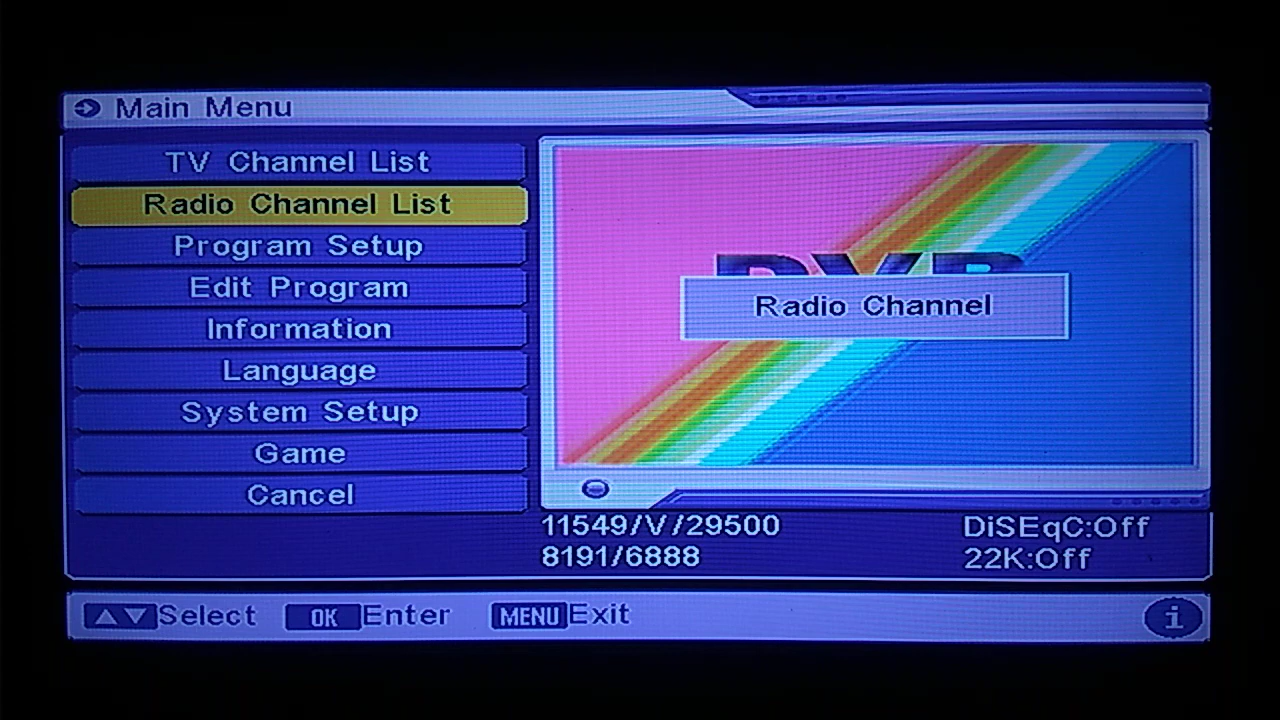 Main Menu
TV Channel List
Radio Channel List
Program Setup
Edit Program
Information
Language
System Setup
Game
Cancel
DVB
Radio Channel
11549/V/29500
8191/6888
DiSEqC:Off
22K:Off
Select OK Enter MENU Exit
i